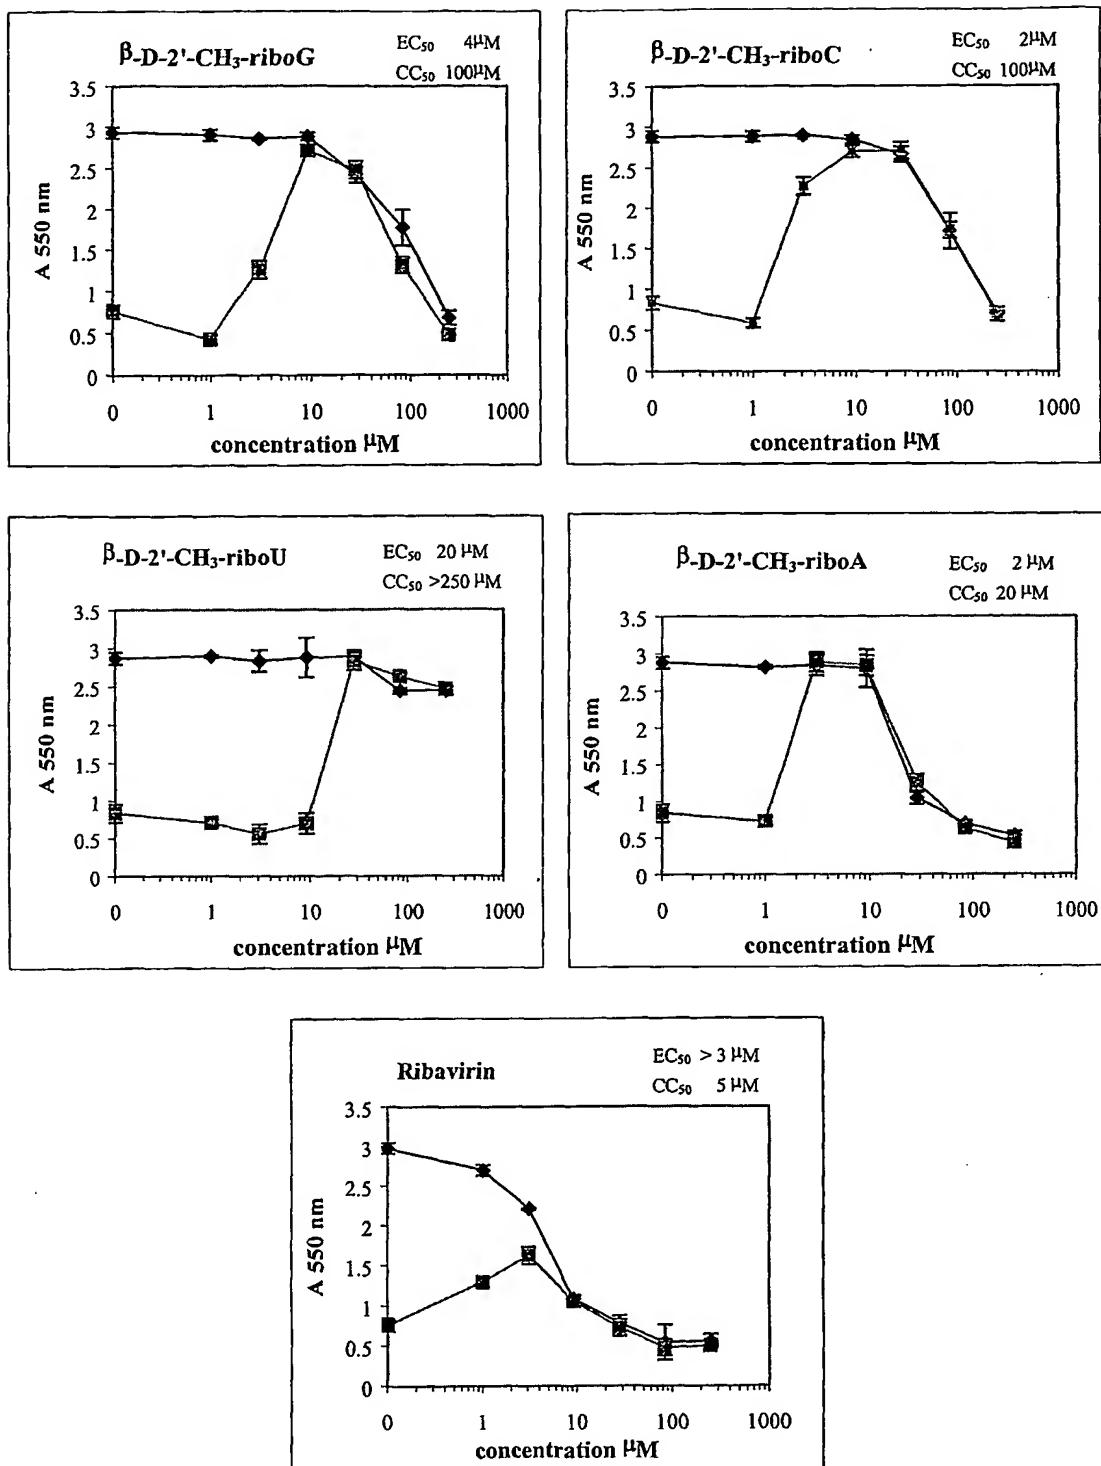 β-D-2'-CH₃-riboG
EC₅₀ 4µM
CC₅₀ 100µM
3.5
3
2.5
2
1.5
1
0.5
0
A 550 nm
0 1 10 100 1000
concentration µM
β-D-2'-CH₃-riboC
EC₅₀ 2µM
CC₅₀ 100µM
3.5
3
2.5
2
1.5
1
0.5
0
A 550 nm
0 1 10 100 1000
concentration µM
β-D-2'-CH₃-riboU
EC₅₀ 20 µM
CC₅₀ >250 µM
3.5
3
2.5
2
1.5
1
0.5
0
A 550 nm
0 1 10 100 1000
concentration µM
β-D-2'-CH₃-riboA
EC₅₀ 2 µM
CC₅₀ 20 µM
3.5
3
2.5
2
1.5
1
0.5
0
A 550 nm
0 1 10 100 1000
concentration µM
Ribavirin
EC₅₀ > 3 µM
CC₅₀ 5 µM
3.5
3
2.5
2
1.5
1
0.5
0
A 550 nm
0 1 10 100 1000
concentration µM